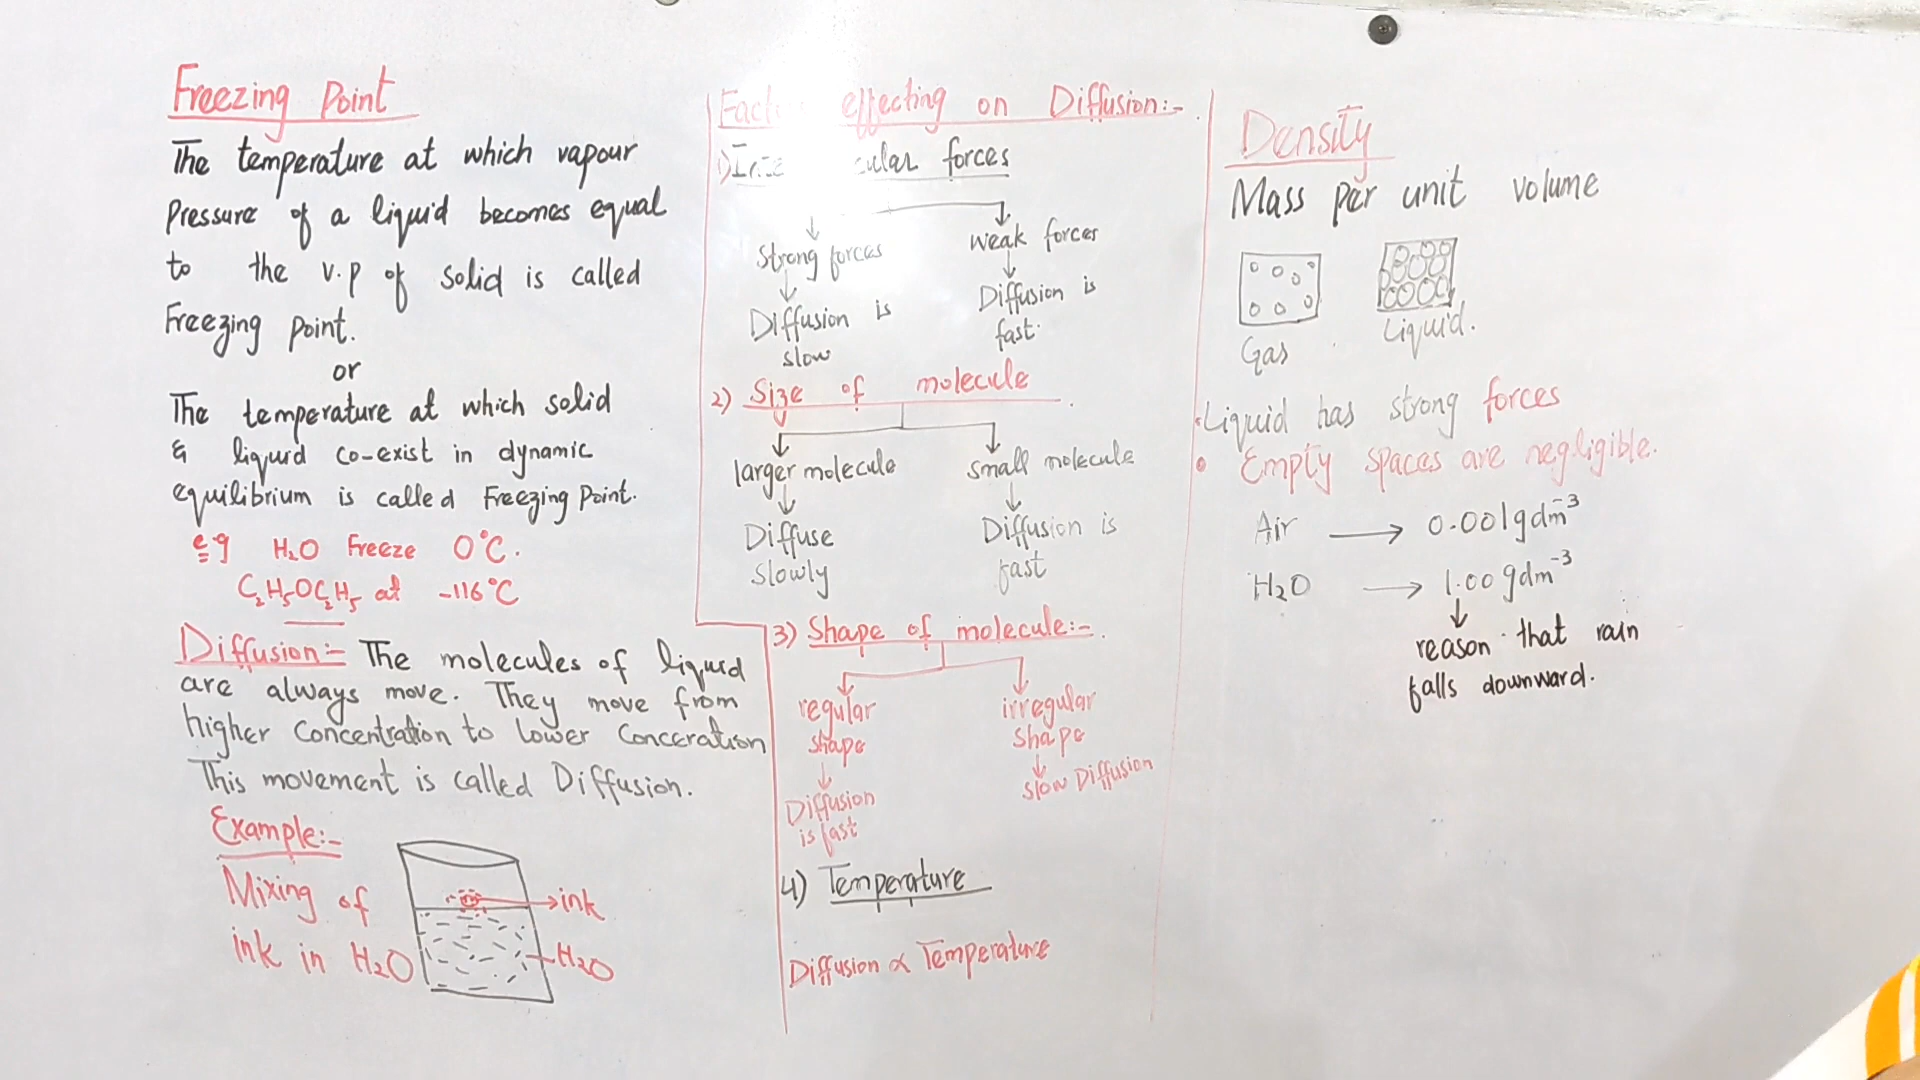 Freezing Point
The temperature at which vapour
Pressure of a liquid becomes equal
to the v.p of solid is called
Freezing Point.
or
The temperature at which solid
& liquid co-exist in dynamic
equilibrium is called Freezing Point.
eg H₂O Freeze 0°C.
C₂H₅OC₂H₅ at -116°C
Diffusion:- The molecules of liquid
are always move. They move from
higher Concentration to lower Conceration
This movement is called Diffusion.
Example:-
Mixing of
ink in H₂O
ink
H₂O
effecting on Diffusion:-
1) forces
Strong forces
Diffusion is
slow
weak forces
Diffusion is
fast.
2) Size of molecule
larger molecule
Diffuse
slowly
small molecule
Diffusion is
fast
3) Shape of molecule:-
regular
shape
Diffusion
is fast
irregular
shape
slow Diffusion
4) Temperature
Diffusion ∝ Temperature
Density
Mass per unit volume
Gas
Liquid.
• Liquid has strong forces
• Empty spaces are negligible.
Air → 0.001gdm⁻³
H₂O → 1.00gdm⁻³
reason that rain
falls downward.